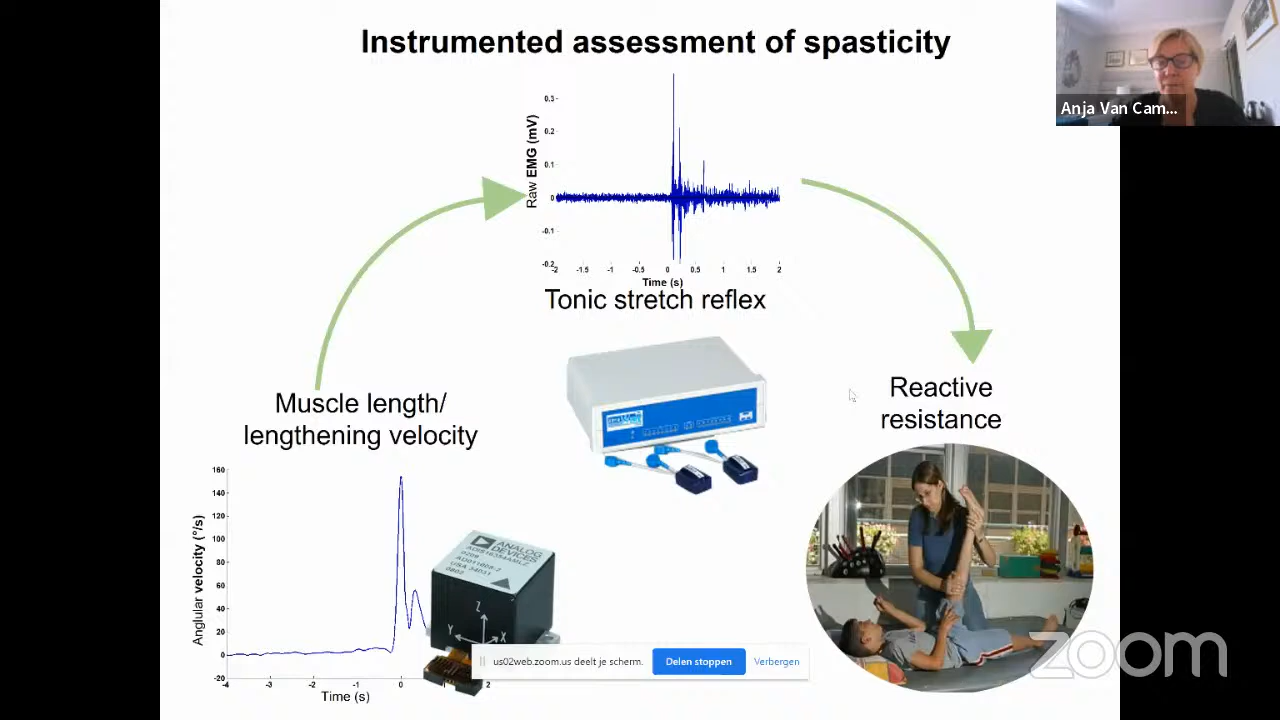 Instrumented assessment of spasticity
Anja Van Cam...
Raw EMG (mV)
0.3
0.2
0.1
0
-0.1
-0.2
-2 -1.5 -1 -0.5 0 0.5 1 1.5 2
Time (s)
Tonic stretch reflex
Muscle length/
lengthening velocity
Reactive
resistance
Anglular velocity (°/s)
160
140
120
100
80
60
40
20
0
-20
-4 -3 -2 -1 0 2
Time (s)
ANALOG
DEVICES
Z
Y X
us02web.zoom.us deelt je scherm.
Delen stoppen
Verbergen
zoom